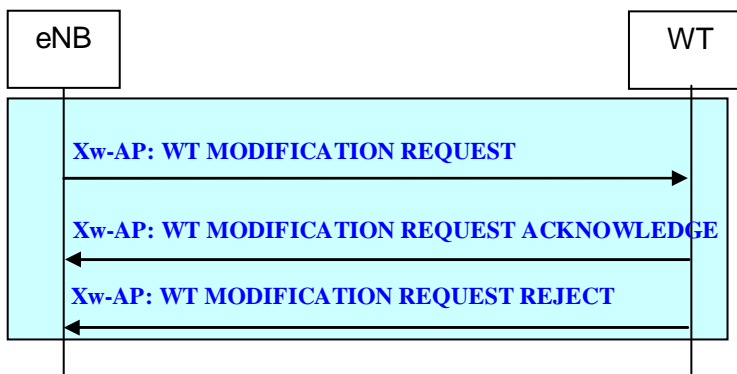 eNB
WT
Xw-AP: WT MODIFICATION REQUEST
Xw-AP: WT MODIFICATION REQUEST ACKNOWLEDGE
Xw-AP: WT MODIFICATION REQUEST REJECT